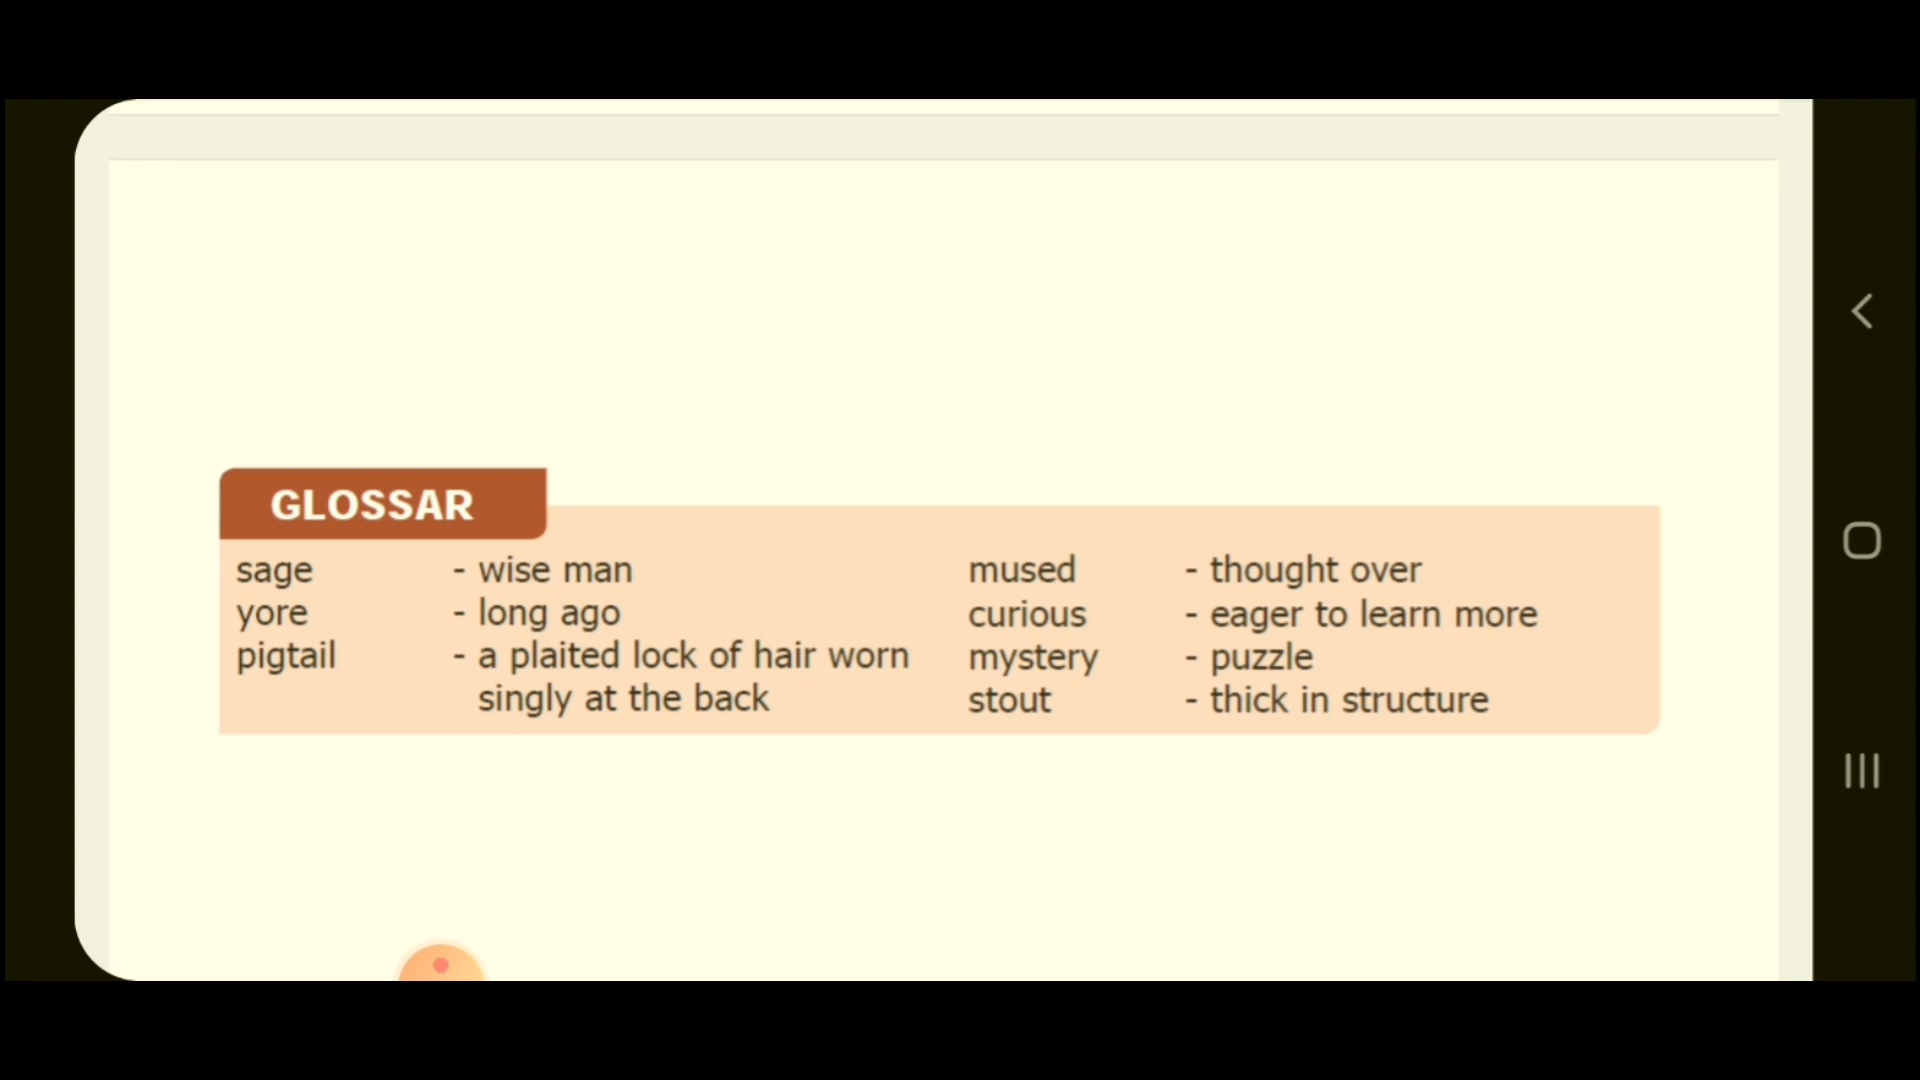 GLOSSAR
sage - wise man
yore - long ago
pigtail - a plaited lock of hair worn
singly at the back
mused - thought over
curious - eager to learn more
mystery - puzzle
stout - thick in structure